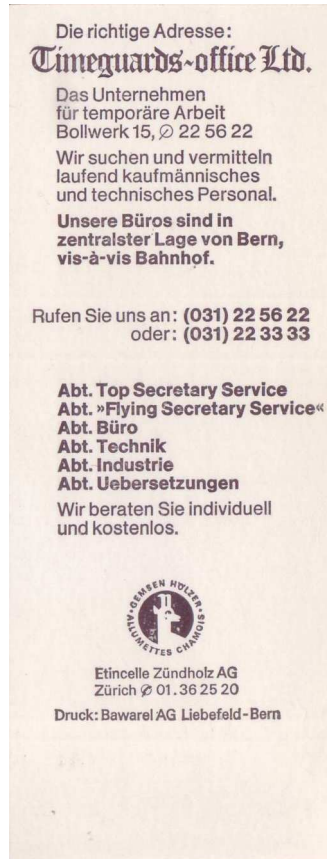 Die richtige Adresse:
Timeguards-office Ltd.
Das Unternehmen
für temporäre Arbeit
Bollwerk 15, ∅ 22 56 22
Wir suchen und vermitteln
laufend kaufmännisches
und technisches Personal.
Unsere Büros sind in
zentralster Lage von Bern,
vis-à-vis Bahnhof.
Rufen Sie uns an: (031) 22 56 22
oder: (031) 22 33 33
Abt. Top Secretary Service
Abt. »Flying Secretary Service«
Abt. Büro
Abt. Technik
Abt. Industrie
Abt. Uebersetzungen
Wir beraten Sie individuell
und kostenlos.
GEMSEN HÖLZER
ALLUMETTES CHAMOIS
Etincelle Zündholz AG
Zürich ∅ 01.36 25 20
Druck: Bawarel AG Liebefeld-Bern